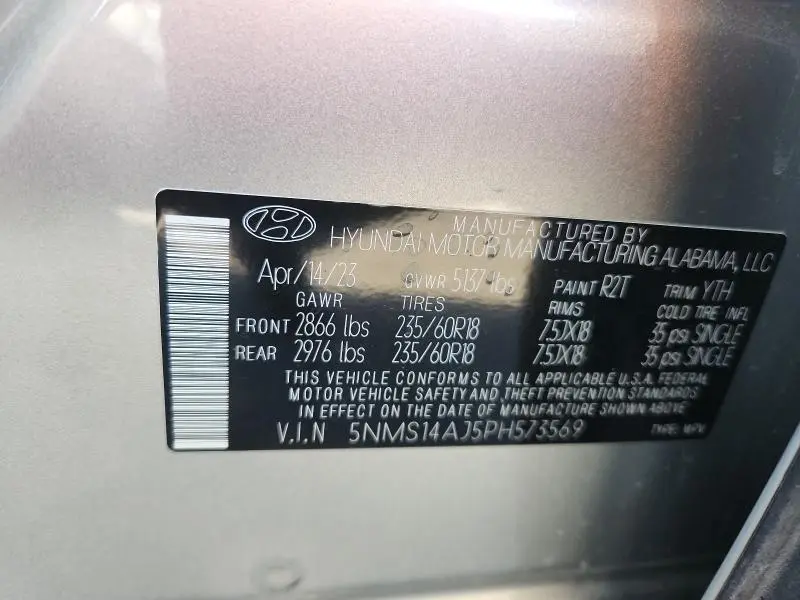 MANUFACTURED BY
HYUNDAI MOTOR MANUFACTURING ALABAMA, LLC
Apr/14/23 GVWR 5137 lbs PAINT R2T TRIM YTH
GAWR TIRES RIMS COLD TIRE INFL
FRONT 2866 lbs 235/60R18 7.5JX18 35 psi SINGLE
REAR 2976 lbs 235/60R18 7.5JX18 35 psi SINGLE
THIS VEHICLE CONFORMS TO ALL APPLICABLE U.S.A. FEDERAL
MOTOR VEHICLE SAFETY AND THEFT PREVENTION STANDARDS
IN EFFECT ON THE DATE OF MANUFACTURE SHOWN ABOVE
V.I.N 5NMS14AJ5PH573569 TYPE: MPV